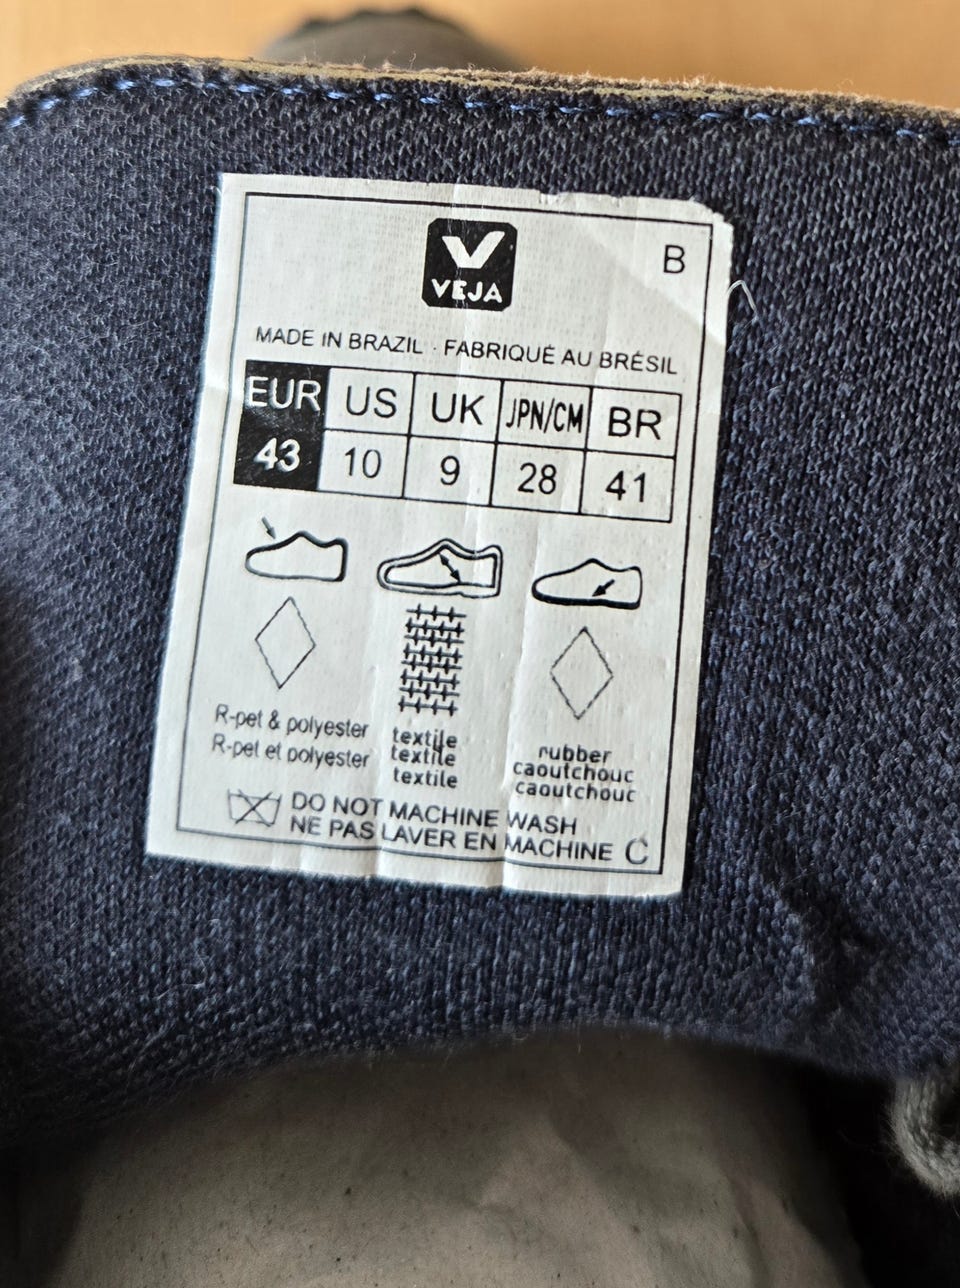 B
VEJA
MADE IN BRAZIL · FABRIQUÉ AU BRÉSIL
EUR US UK JPN/CM BR
43 10 9 28 41
R-pet & polyester
R-pet et polyester
textile
textile
textile
rubber
caoutchouc
caoutchouc
DO NOT MACHINE WASH
NE PAS LAVER EN MACHINE C